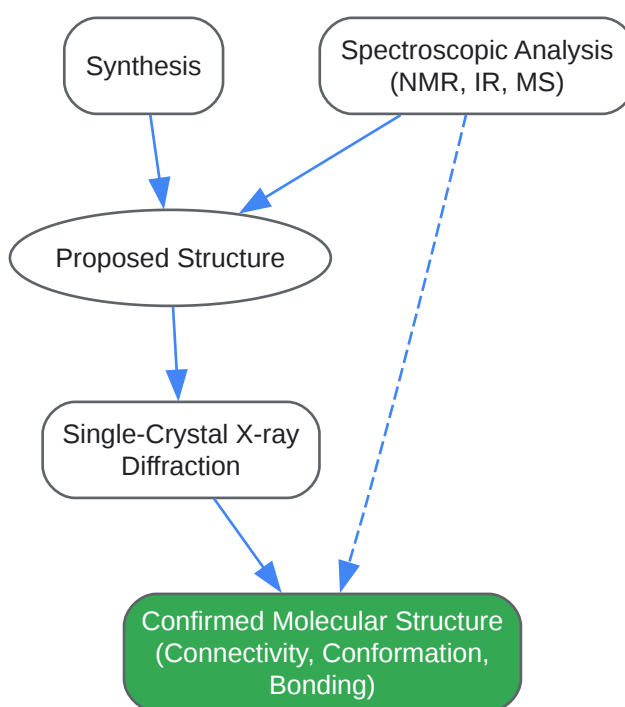 Synthesis
Spectroscopic Analysis
(NMR, IR, MS)
Proposed Structure
Single-Crystal X-ray
Diffraction
Confirmed Molecular Structure
(Connectivity, Conformation,
Bonding)